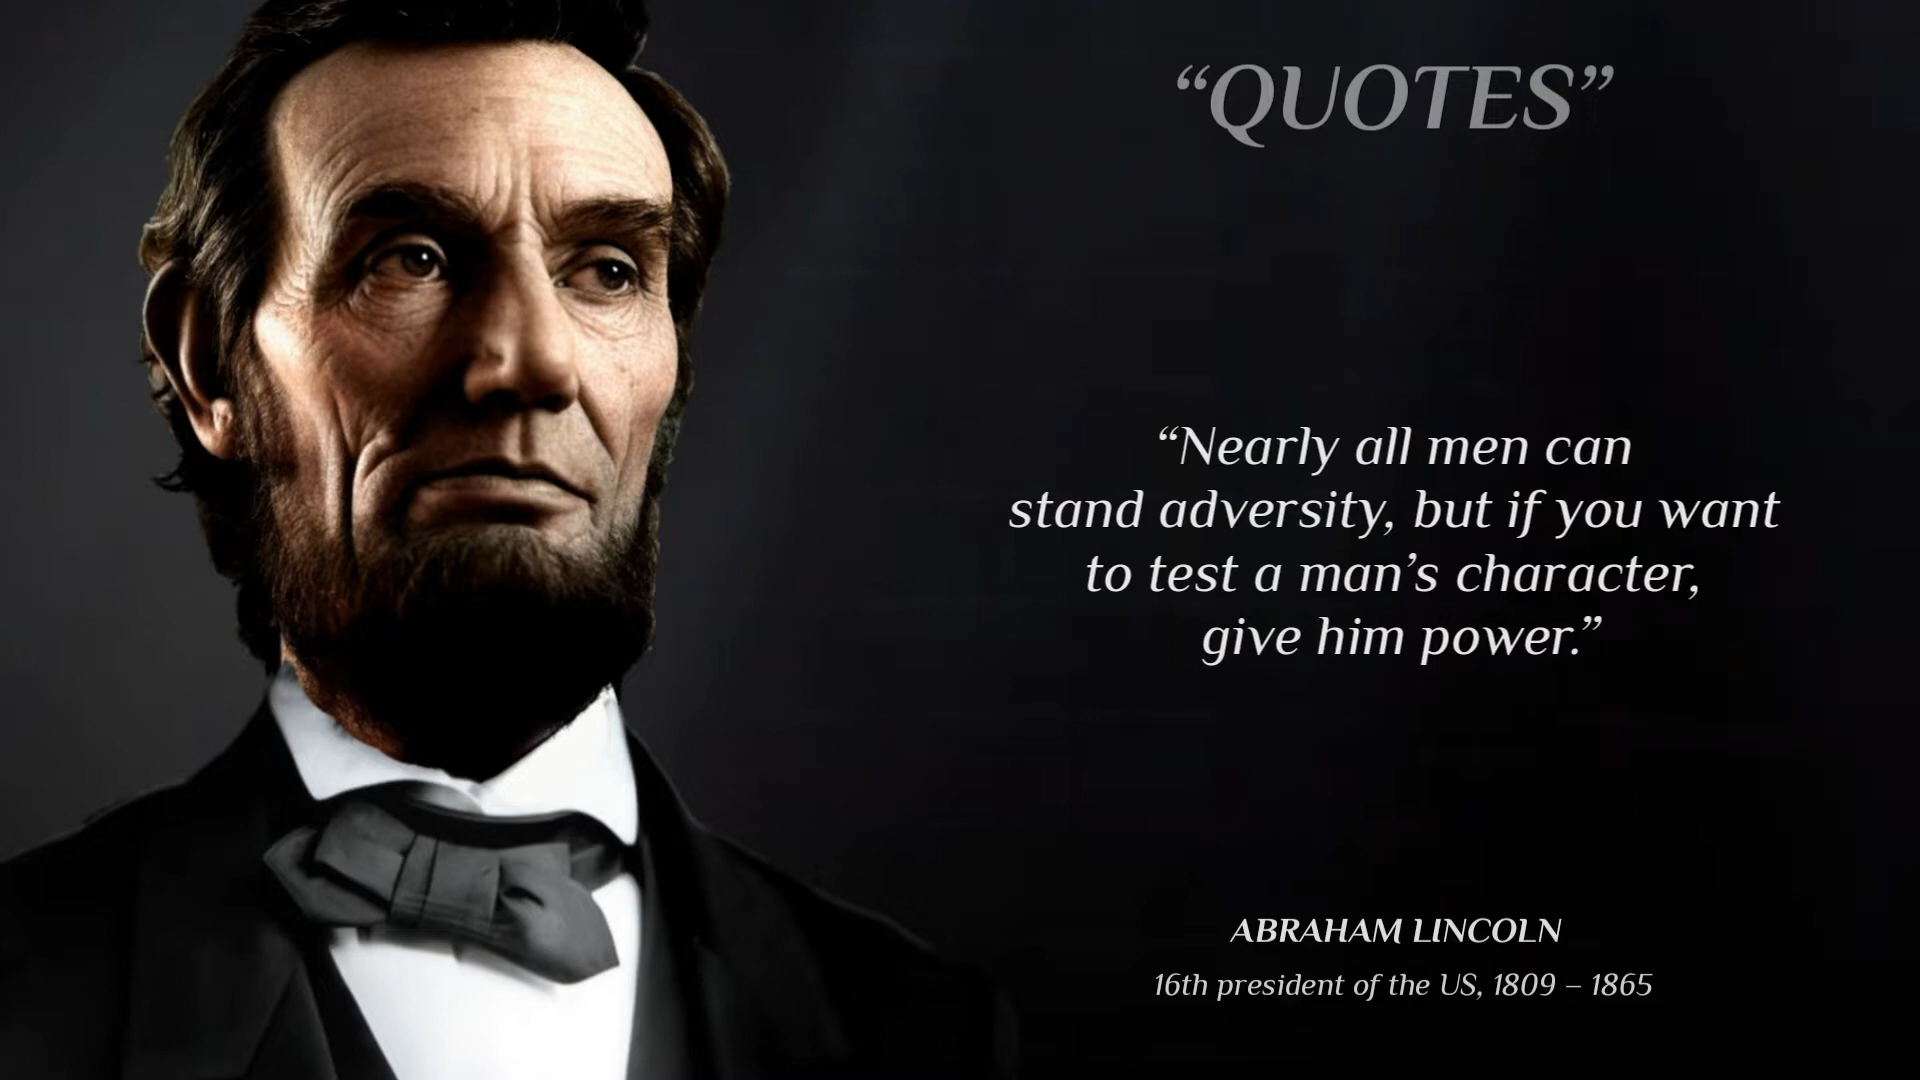 “QUOTES”
“Nearly all men can
stand adversity, but if you want
to test a man’s character,
give him power.”
ABRAHAM LINCOLN
16th president of the US, 1809 – 1865